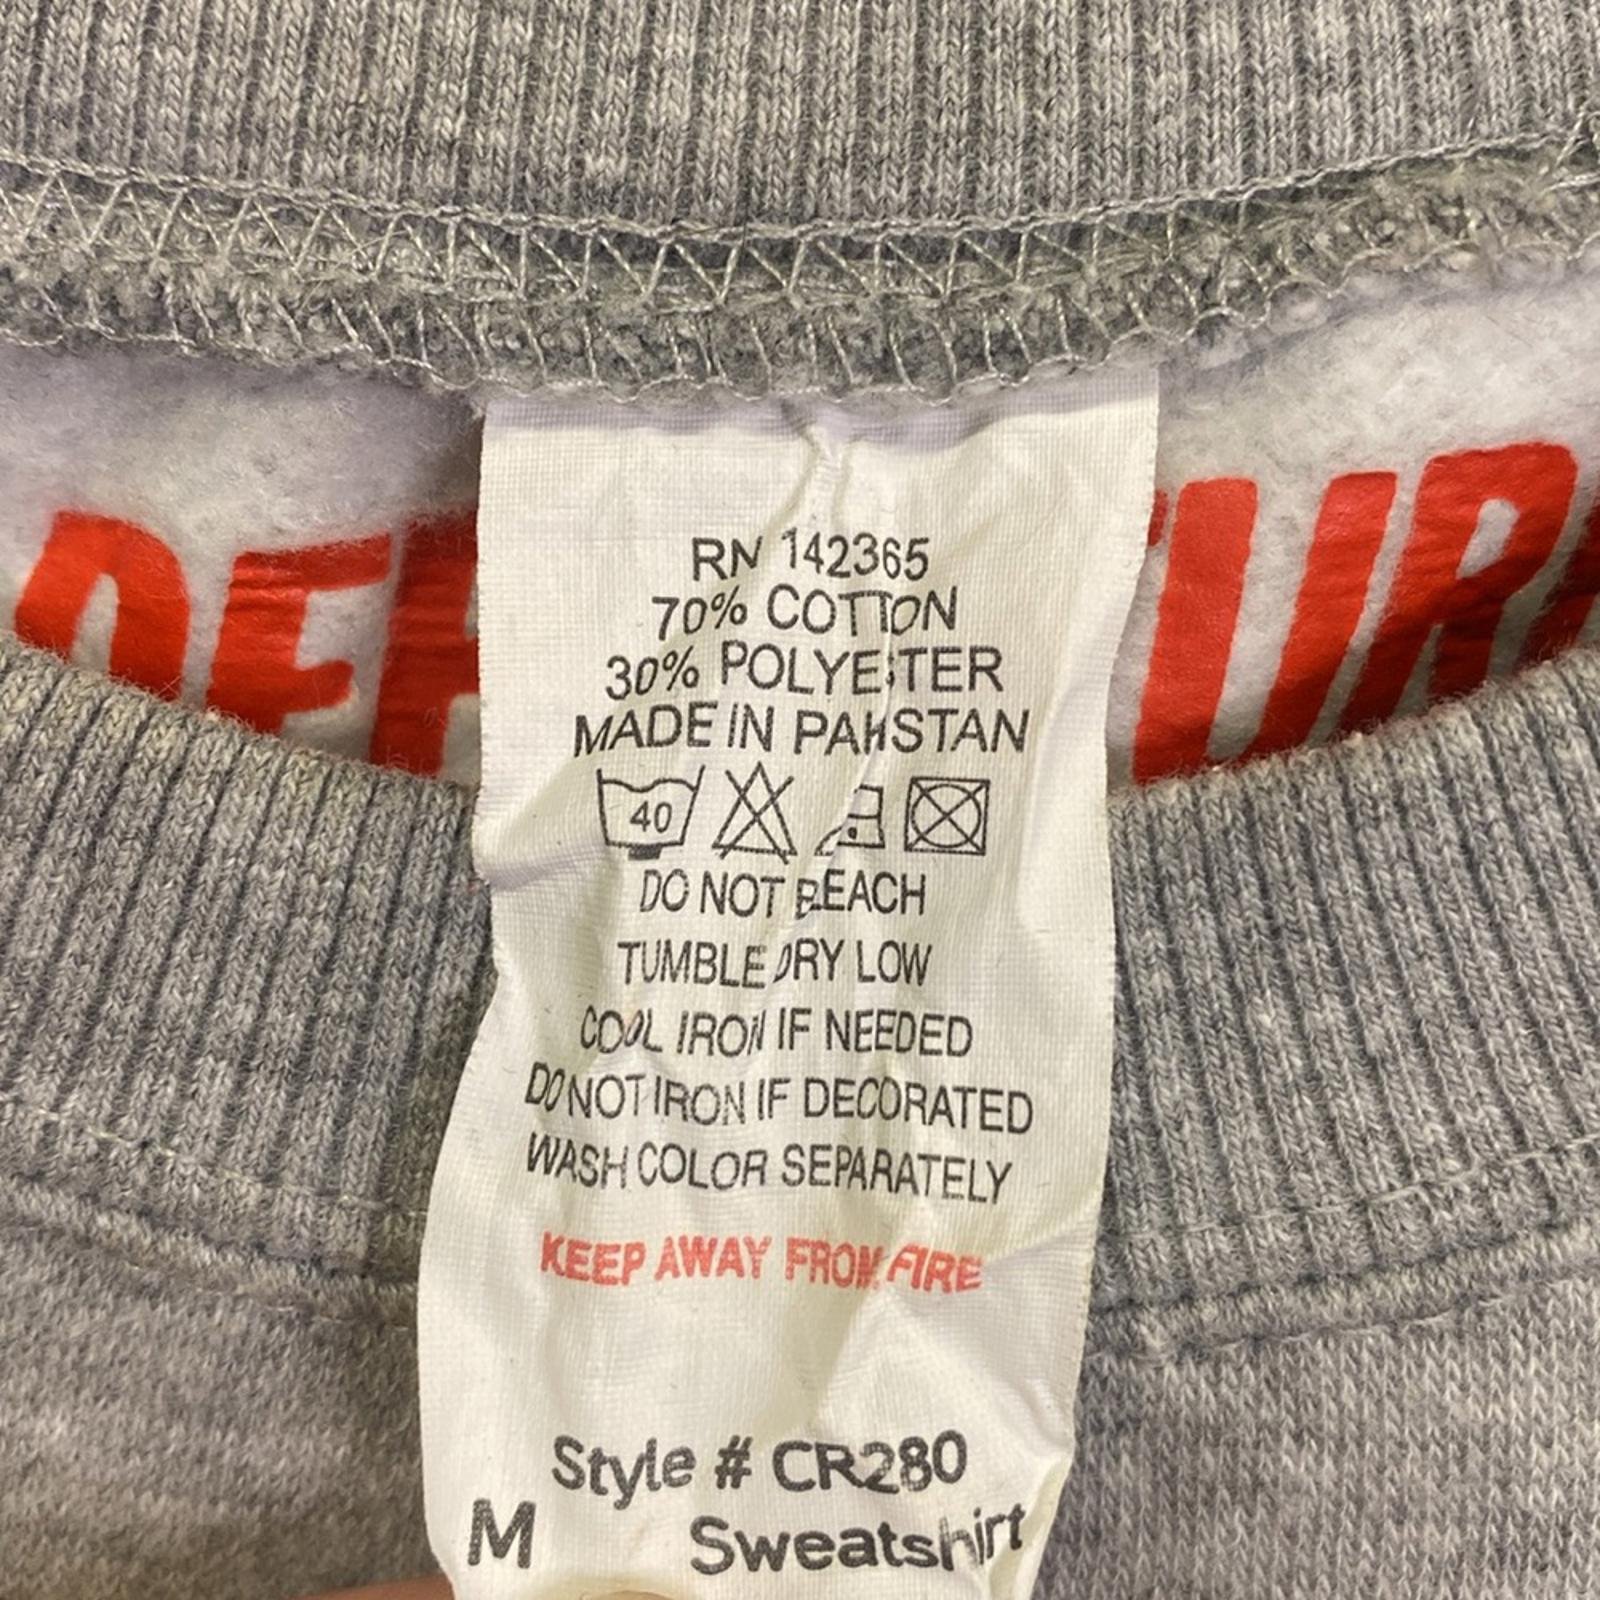 RN 142365
70% COTTON
30% POLYESTER
MADE IN PAKISTAN
40
DO NOT BLEACH
TUMBLE DRY LOW
COOL IRON IF NEEDED
DO NOT IRON IF DECORATED
WASH COLOR SEPARATELY
KEEP AWAY FROM FIRE
Style # CR280
M Sweatshirt